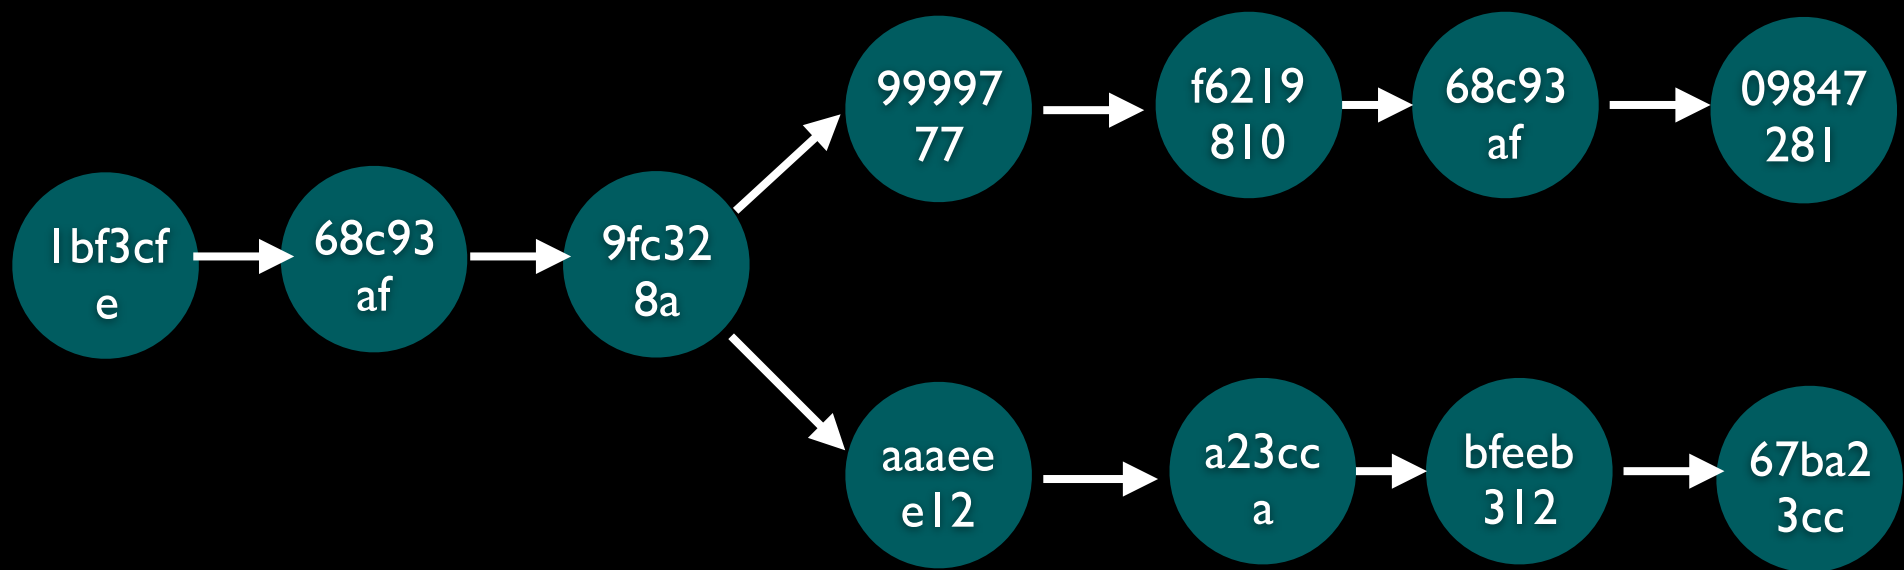 1bf3cf
e
68c93
af
9fc32
8a
99997
77
f6219
810
68c93
af
09847
281
aaaee
e12
a23cc
a
bfeeb
312
67ba2
3cc